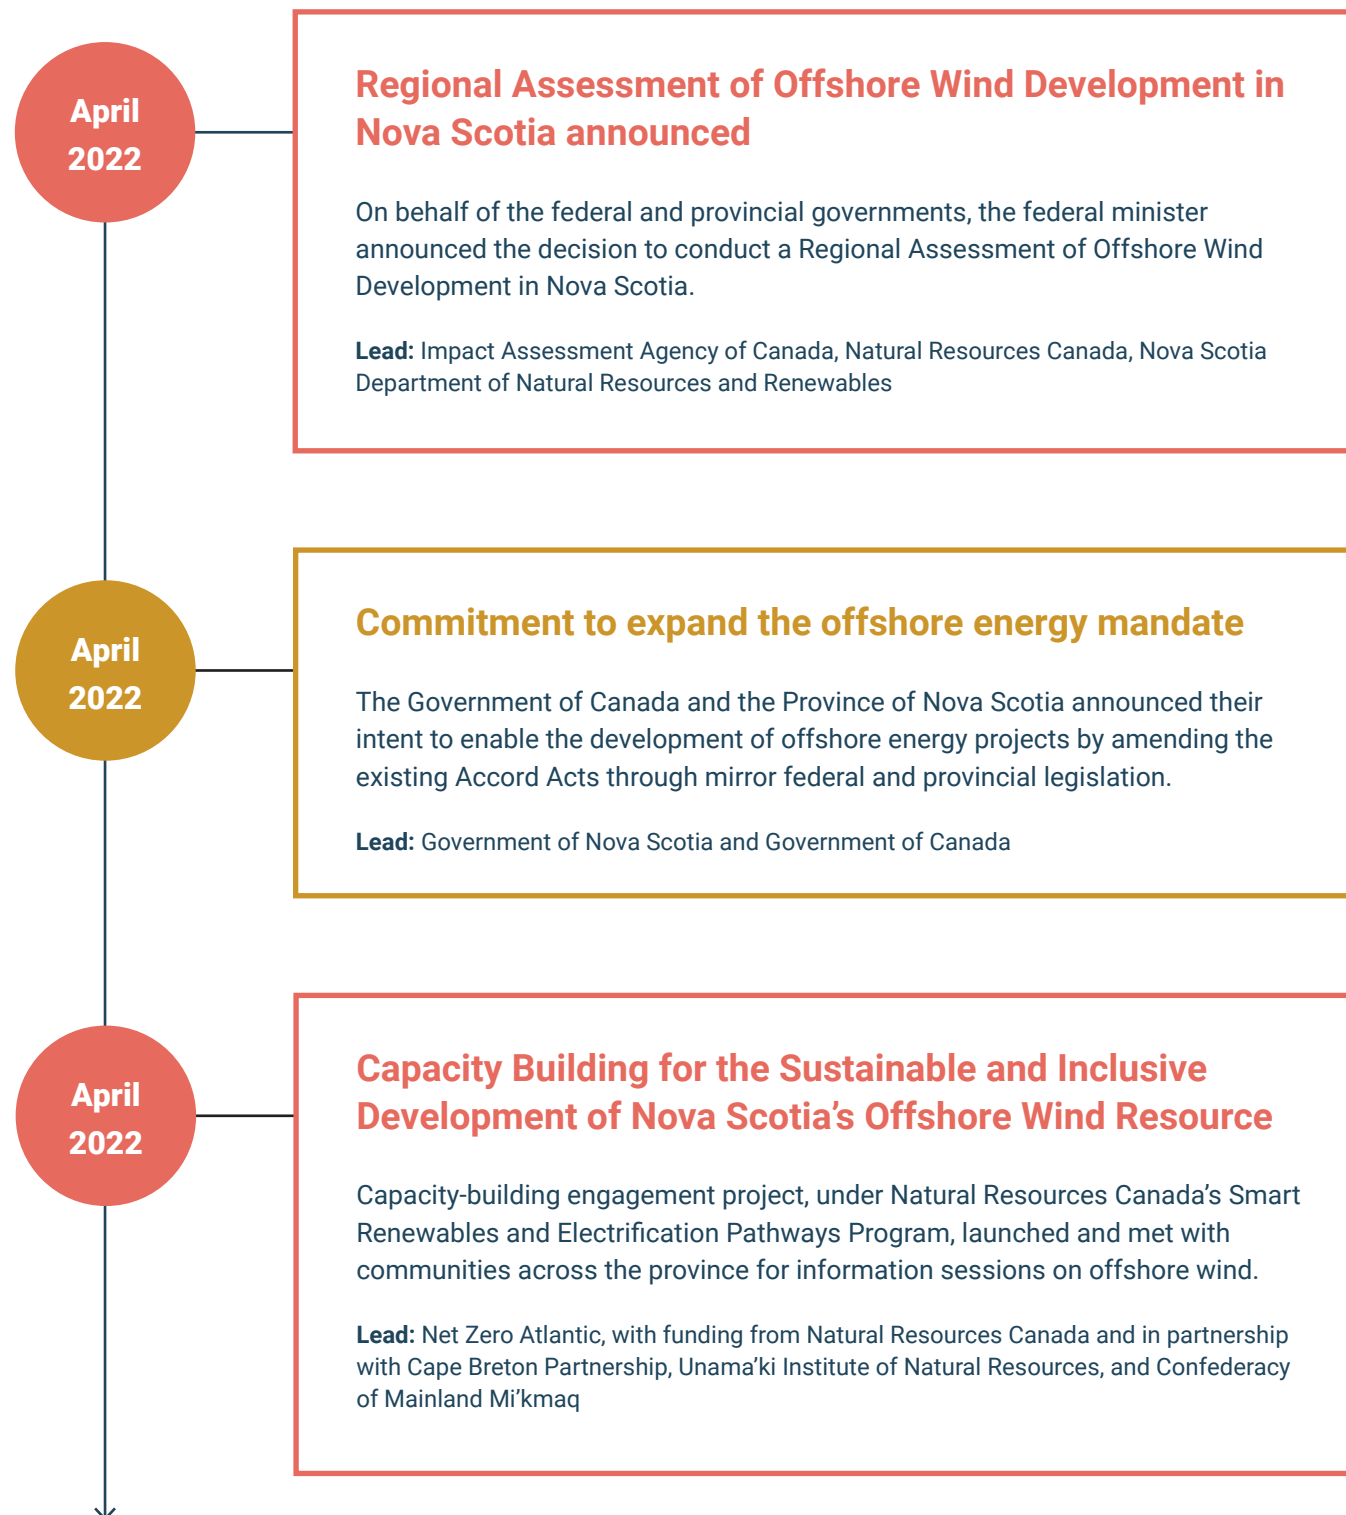 April
2022
Regional Assessment of Offshore Wind Development in
Nova Scotia announced
On behalf of the federal and provincial governments, the federal minister
announced the decision to conduct a Regional Assessment of Offshore Wind
Development in Nova Scotia.
Lead: Impact Assessment Agency of Canada, Natural Resources Canada, Nova Scotia
Department of Natural Resources and Renewables
April
2022
Commitment to expand the offshore energy mandate
The Government of Canada and the Province of Nova Scotia announced their
intent to enable the development of offshore energy projects by amending the
existing Accord Acts through mirror federal and provincial legislation.
Lead: Government of Nova Scotia and Government of Canada
April
2022
Capacity Building for the Sustainable and Inclusive
Development of Nova Scotia’s Offshore Wind Resource
Capacity-building engagement project, under Natural Resources Canada’s Smart
Renewables and Electrification Pathways Program, launched and met with
communities across the province for information sessions on offshore wind.
Lead: Net Zero Atlantic, with funding from Natural Resources Canada and in partnership
with Cape Breton Partnership, Unama’ki Institute of Natural Resources, and Confederacy
of Mainland Mi’kmaq